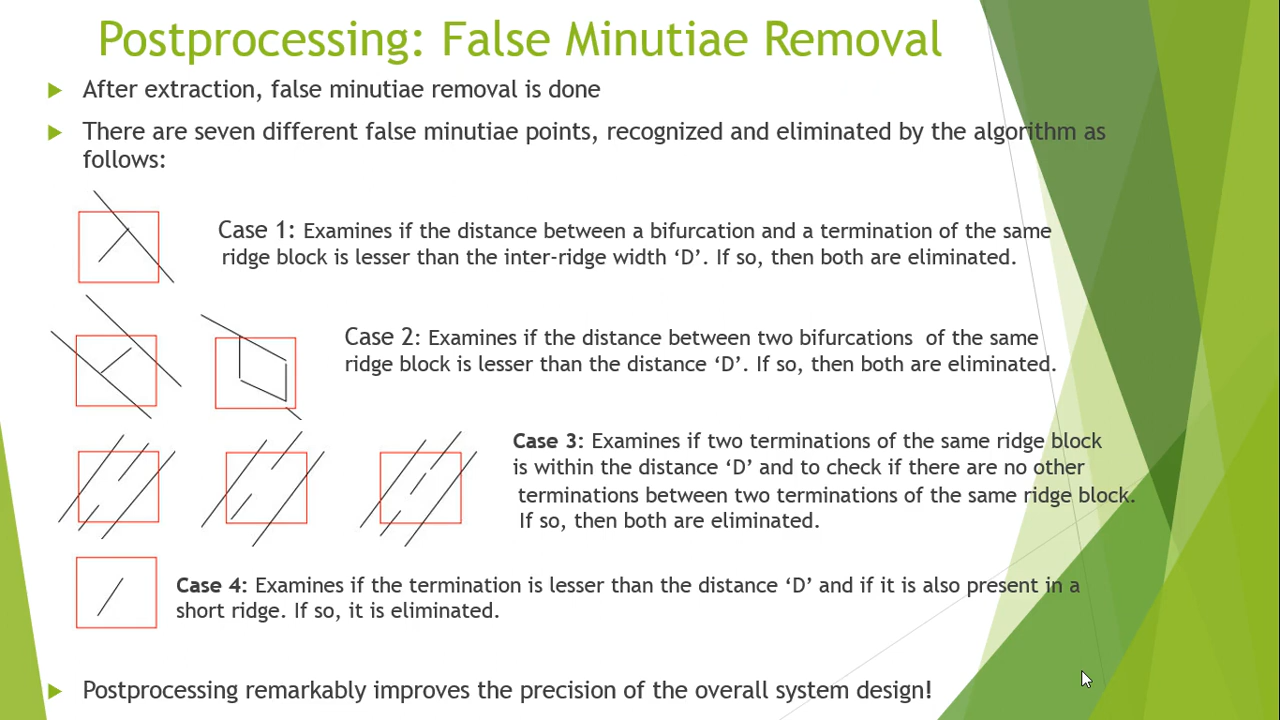 Postprocessing: False Minutiae Removal
After extraction, false minutiae removal is done
There are seven different false minutiae points, recognized and eliminated by the algorithm as
follows:
Case 1: Examines if the distance between a bifurcation and a termination of the same
ridge block is lesser than the inter-ridge width ‘D’. If so, then both are eliminated.
Case 2: Examines if the distance between two bifurcations of the same
ridge block is lesser than the distance ‘D’. If so, then both are eliminated.
Case 3: Examines if two terminations of the same ridge block
is within the distance ‘D’ and to check if there are no other
terminations between two terminations of the same ridge block.
If so, then both are eliminated.
Case 4: Examines if the termination is lesser than the distance ‘D’ and if it is also present in a
short ridge. If so, it is eliminated.
Postprocessing remarkably improves the precision of the overall system design!